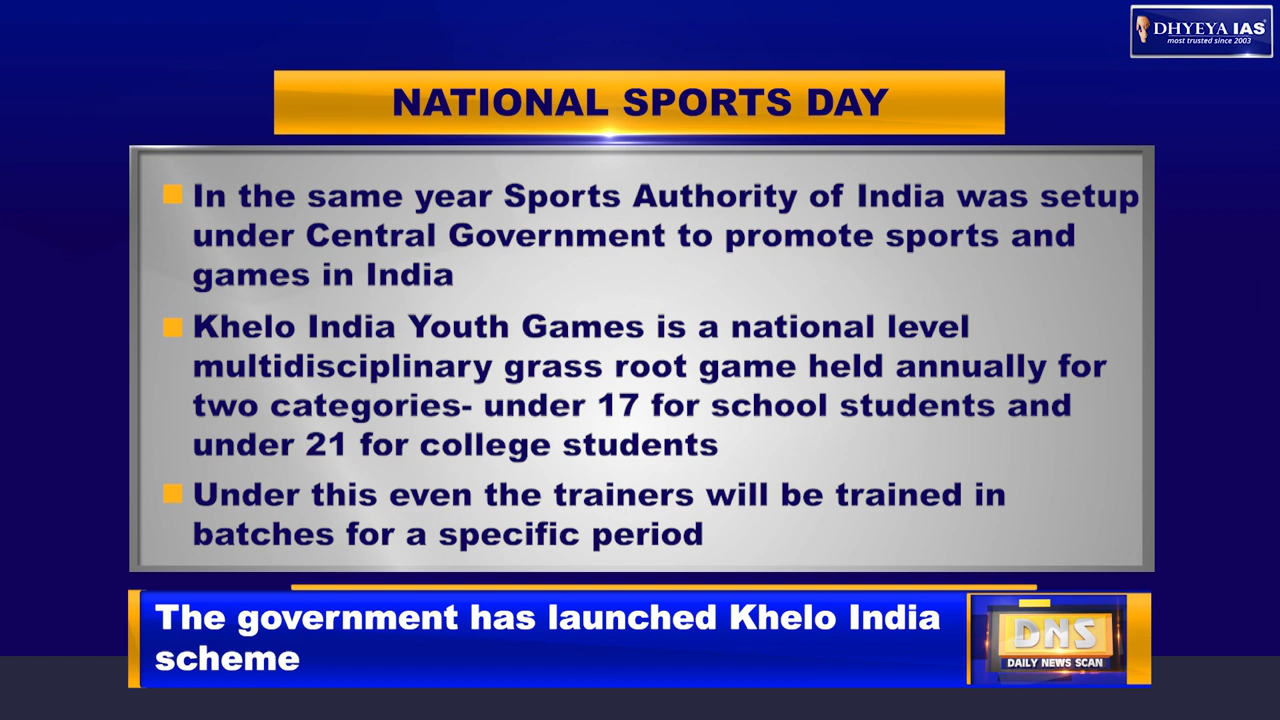 DHYEYA IAS
most trusted since 2003
NATIONAL SPORTS DAY
In the same year Sports Authority of India was setup
under Central Government to promote sports and
games in India
Khelo India Youth Games is a national level
multidisciplinary grass root game held annually for
two categories- under 17 for school students and
under 21 for college students
Under this even the trainers will be trained in
batches for a specific period
The government has launched Khelo India
scheme
DNS
DAILY NEWS SCAN